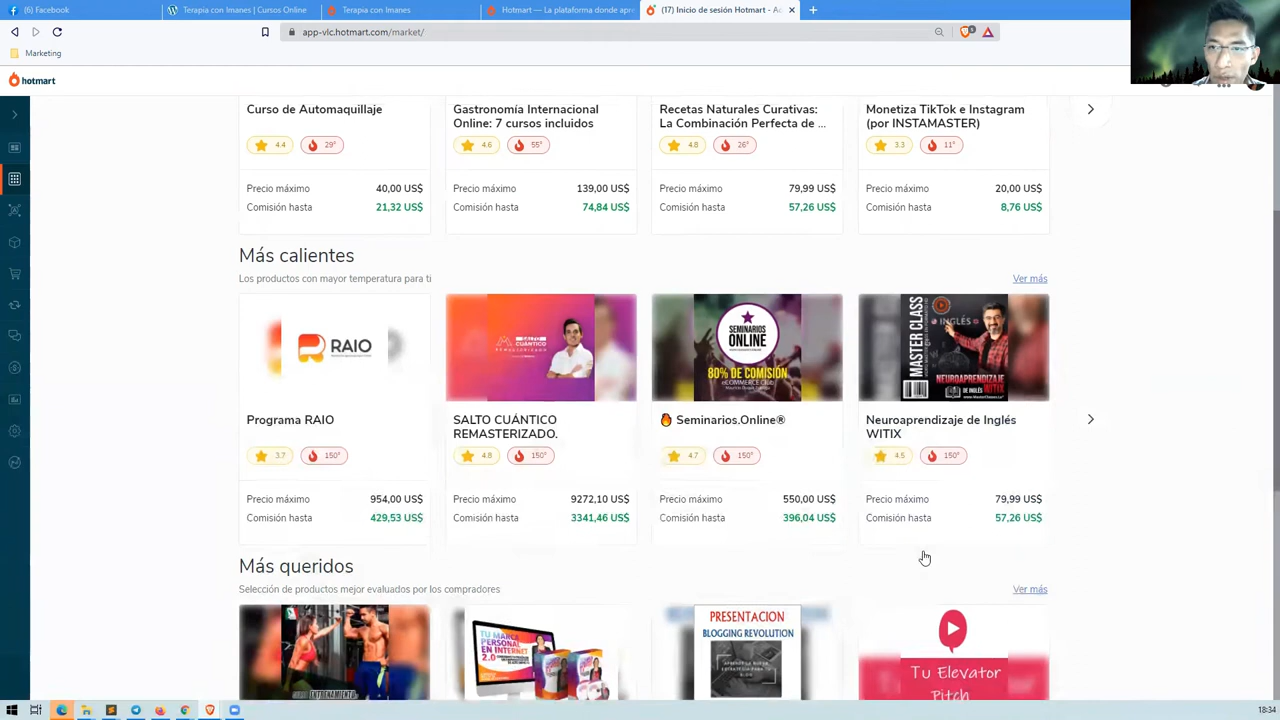 (6) Facebook
Terapia con Imanes | Cursos Online
Terapia con Imanes
Hotmart — La plataforma donde apre
(17) Inicio de sesión Hotmart - A
app-vlc.hotmart.com/market/
Marketing
hotmart
Curso de Automaquillaje
Gastronomía Internacional
Online: 7 cursos incluidos
Recetas Naturales Curativas:
La Combinación Perfecta de ...
Monetiza TikTok e Instagram
(por INSTAMASTER)
4.4 29°
4.6 55°
4.8 26°
3.3 11°
Precio máximo 40,00 US$
Comisión hasta 21,32 US$
Precio máximo 139,00 US$
Comisión hasta 74,84 US$
Precio máximo 79,99 US$
Comisión hasta 57,26 US$
Precio máximo 20,00 US$
Comisión hasta 8,76 US$
Más calientes
Los productos con mayor temperatura para ti
Ver más
RAIO
SALTO
CUÁNTICO
SEMINARIOS
ONLINE
80% DE COMISIÓN
ECOMMERCE CLUB
MASTER CLASS
INGLÉS
NEUROAPRENDIZAJE
DE INGLÉS WITIX
Programa RAIO
SALTO CUÁNTICO
REMASTERIZADO.
Seminarios.Online®
Neuroaprendizaje de Inglés
WITIX
3.7 150°
4.8 150°
4.7 150°
4.5 150°
Precio máximo 954,00 US$
Comisión hasta 429,53 US$
Precio máximo 9272,10 US$
Comisión hasta 3341,46 US$
Precio máximo 550,00 US$
Comisión hasta 396,04 US$
Precio máximo 79,99 US$
Comisión hasta 57,26 US$
Más queridos
Selección de productos mejor evaluados por los compradores
Ver más
ENTRENAMIENTO
TU MARCA
PERSONAL EN
INTERNET
2.0
PRESENTACION
BLOGGING REVOLUTION
Tu Elevator
Pitch
18:34